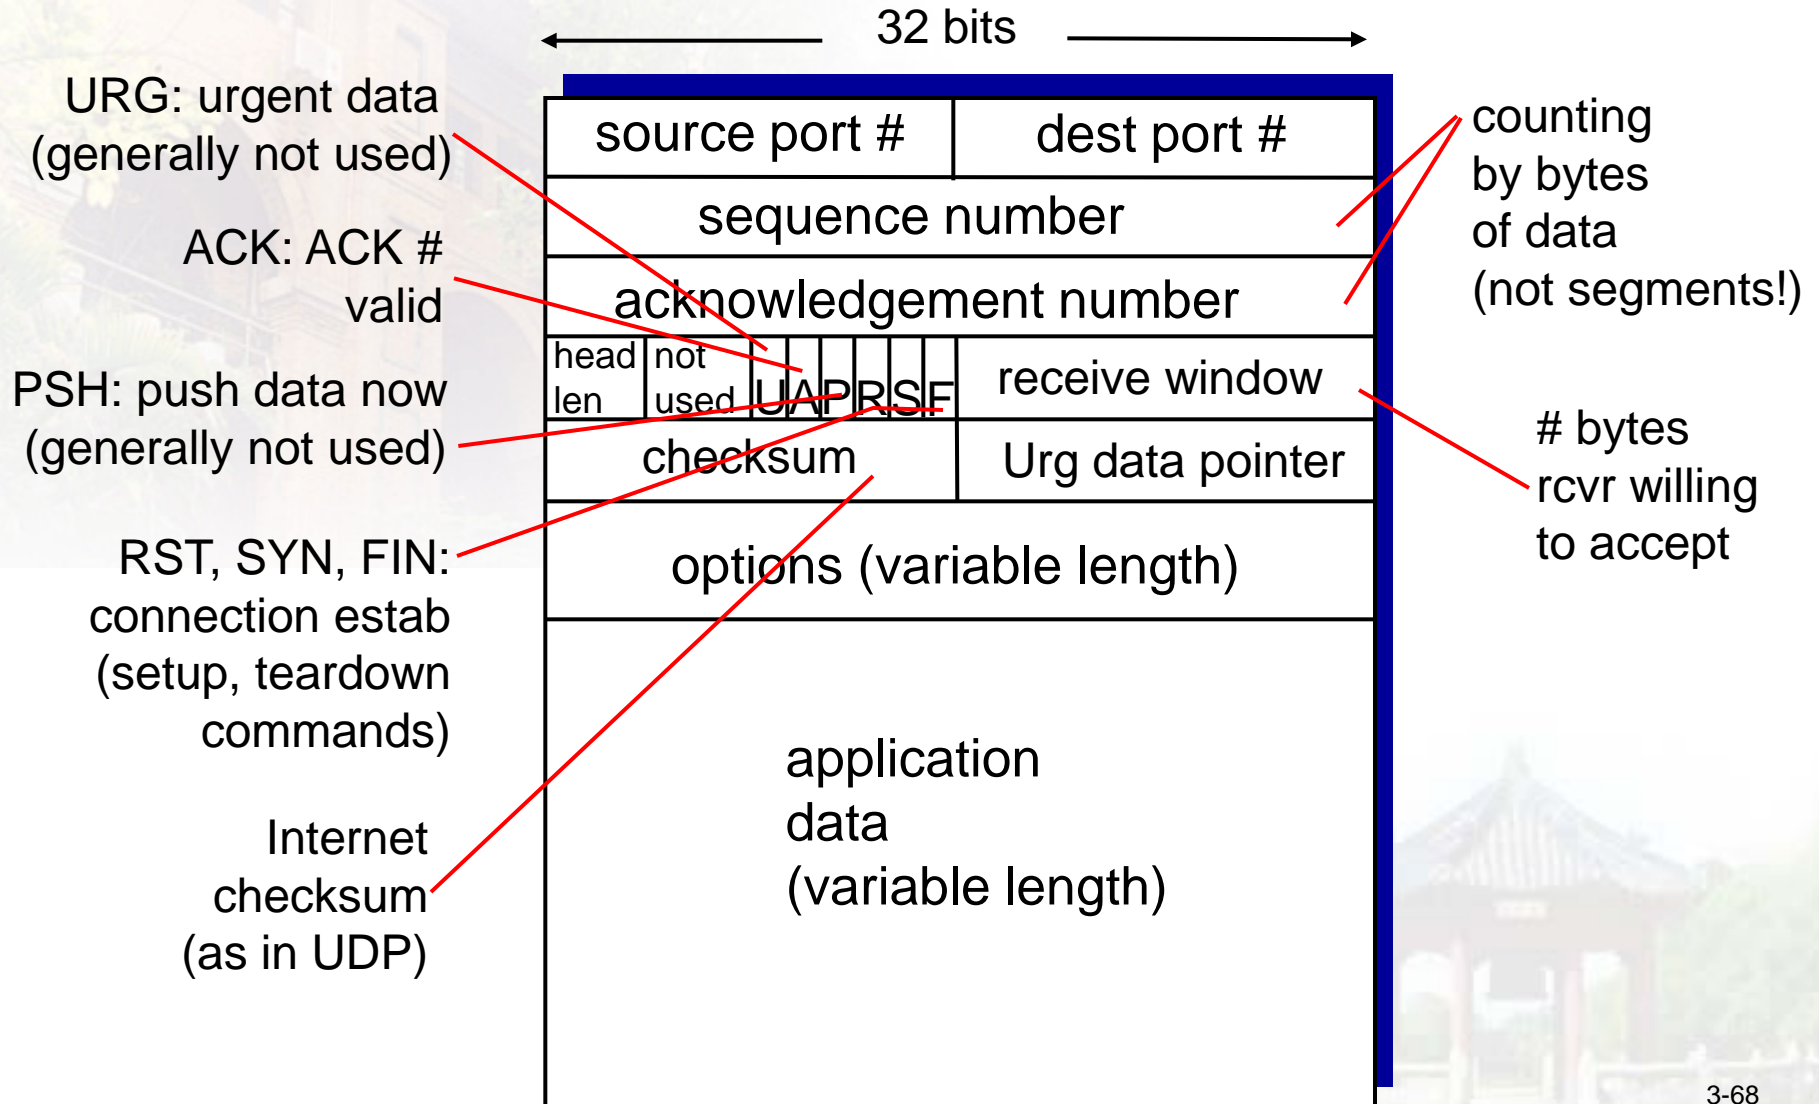 32 bits
URG: urgent data
(generally not used)
ACK: ACK #
valid
PSH: push data now
(generally not used)
RST, SYN, FIN:
connection estab
(setup, teardown
commands)
Internet
checksum
(as in UDP)
source port #
dest port #
sequence number
acknowledgement number
head
len
not
used
U A P R S F
receive window
checksum
Urg data pointer
options (variable length)
application
data
(variable length)
counting
by bytes
of data
(not segments!)
# bytes
rcvr willing
to accept
3-68